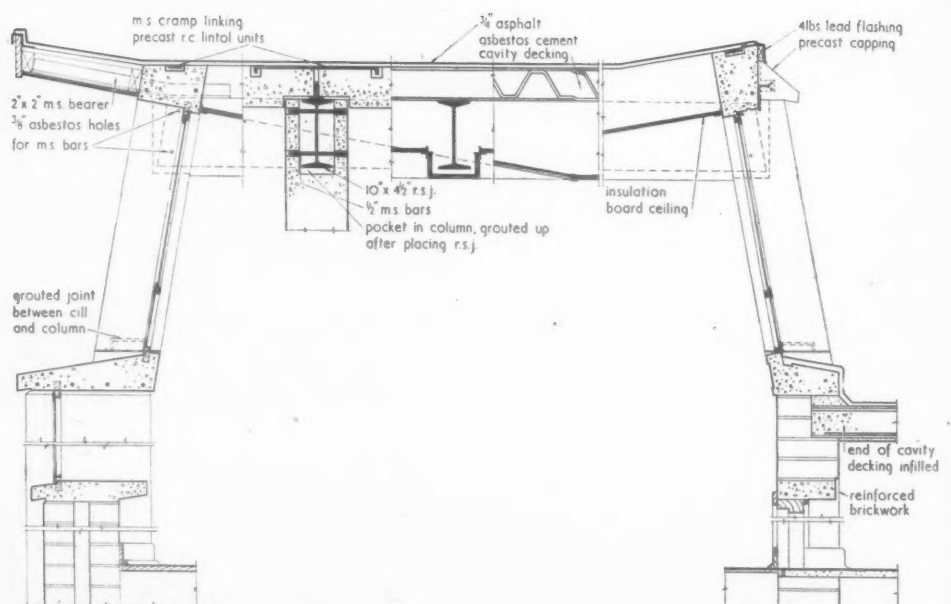 m s cramp linking
precast r.c. lintol units
3/4" asphalt
asbestos cement
cavity decking
4lbs. lead flashing
precast capping
2" x 2" m.s. bearer
3/8" asbestos holes
for m.s. bars
10" x 4½" r.s.j.
½" m.s. bars
pocket in column, grouted up
after placing r.s.j.
insulation
board ceiling
grouted joint
between cill
and column
end of cavity
decking infilled
reinforced
brickwork